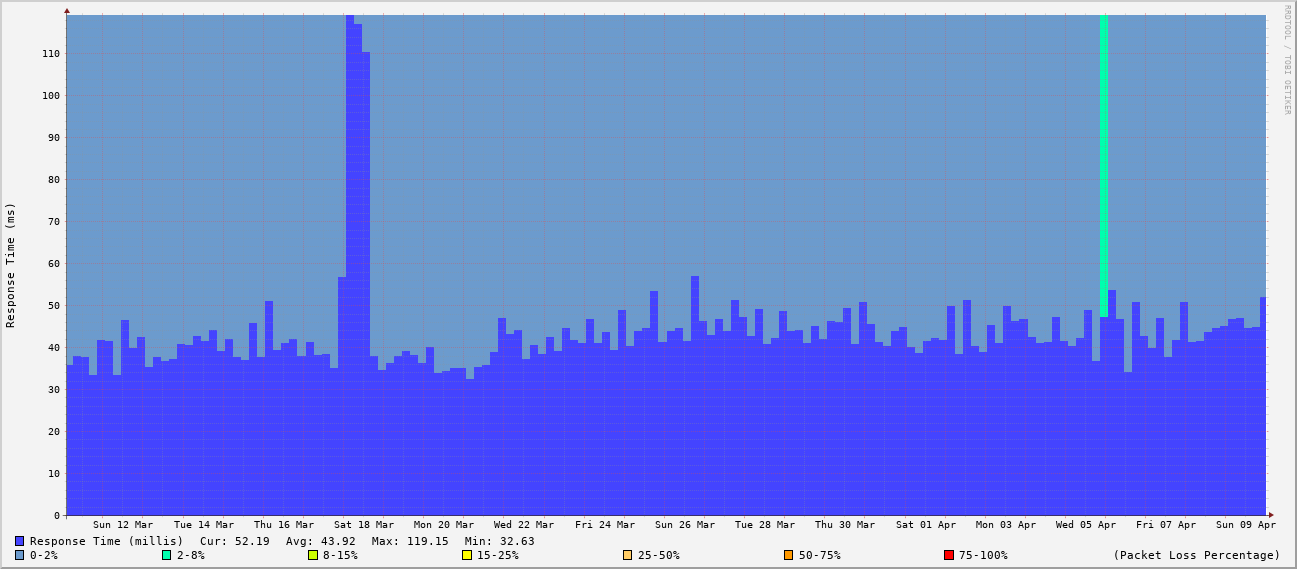 RRDTOOL / TOBI OETIKER
Response Time (ms)
110
100
90
80
70
60
50
40
30
20
10
0
Sun 12 Mar Tue 14 Mar Thu 16 Mar Sat 18 Mar Mon 20 Mar Wed 22 Mar Fri 24 Mar Sun 26 Mar Tue 28 Mar Thu 30 Mar Sat 01 Apr Mon 03 Apr Wed 05 Apr Fri 07 Apr Sun 09 Apr
Response Time (millis) Cur: 52.19 Avg: 43.92 Max: 119.15 Min: 32.63
0-2% 2-8% 8-15% 15-25% 25-50% 50-75% 75-100% (Packet Loss Percentage)